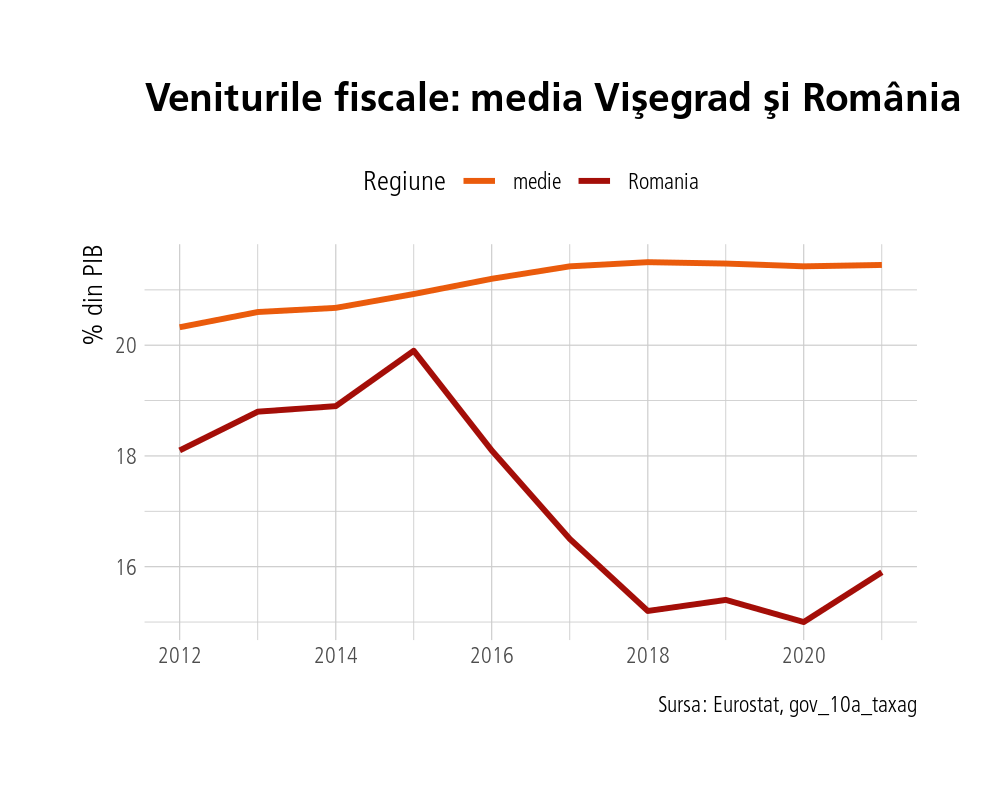 Veniturile fiscale: media Vişegrad şi România
Regiune medie Romania
% din PIB
20
18
16
2012 2014 2016 2018 2020
Sursa: Eurostat, gov_10a_taxag